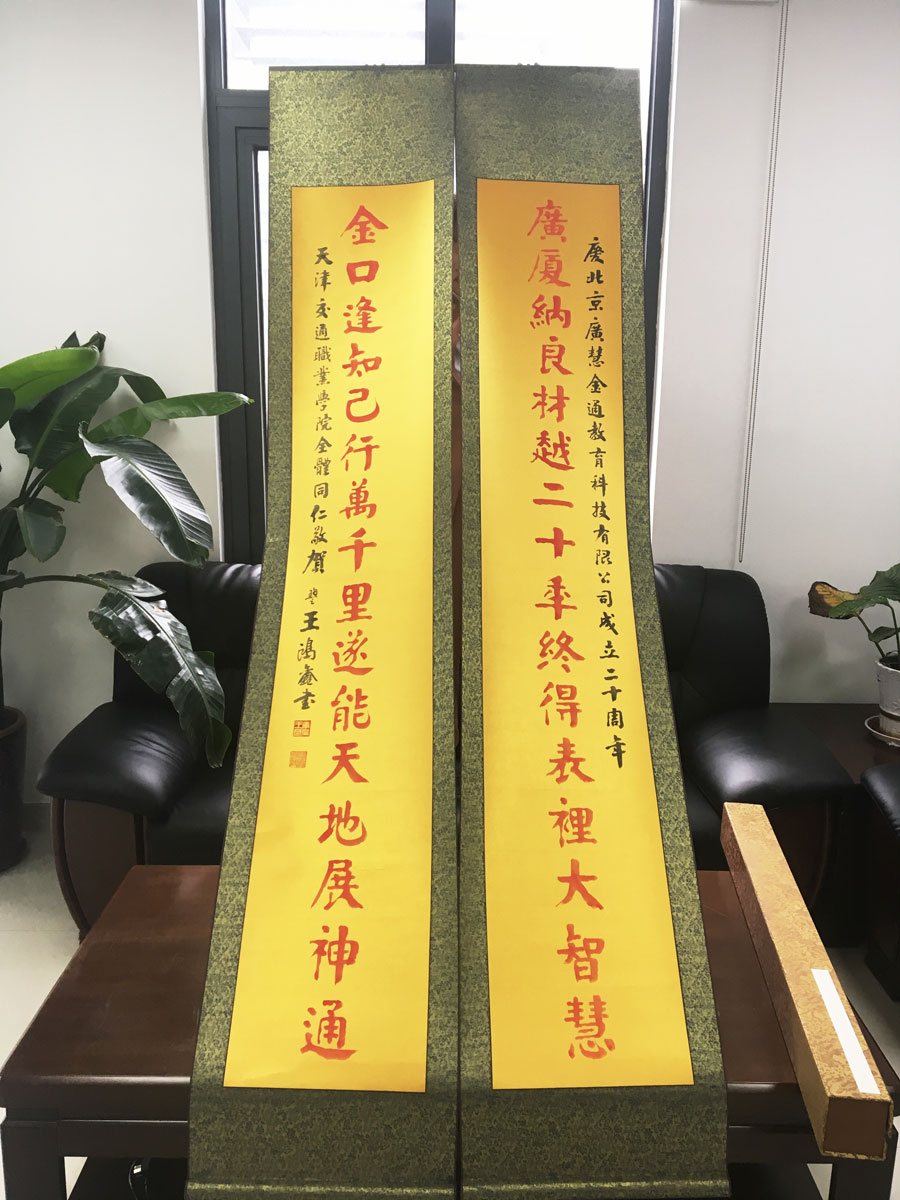 慶北京廣慧金通教育科技有限公司成立二十周年
廣厦納良材越二十年終得表裡大智慧
金口逢知己行萬千里遂能天地展神通
天津交通職業學院全體同仁敬賀 王鴻鑫書